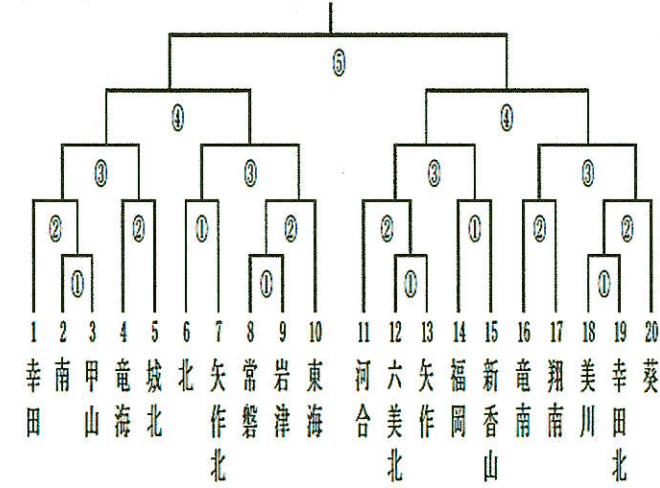 ⑤
④ ④
③ ③ ③ ③
② ② ① ② ② ① ② ②
① ① ① ①
1 2 3 4 5 6 7 8 9 10 11 12 13 14 15 16 17 18 19 20
幸田
南
甲山
竜海
城北
北
矢作北
常磐
岩津
東海
河合
六美北
矢作
福岡
新香山
竜南
翔南
美川
幸田北
葵